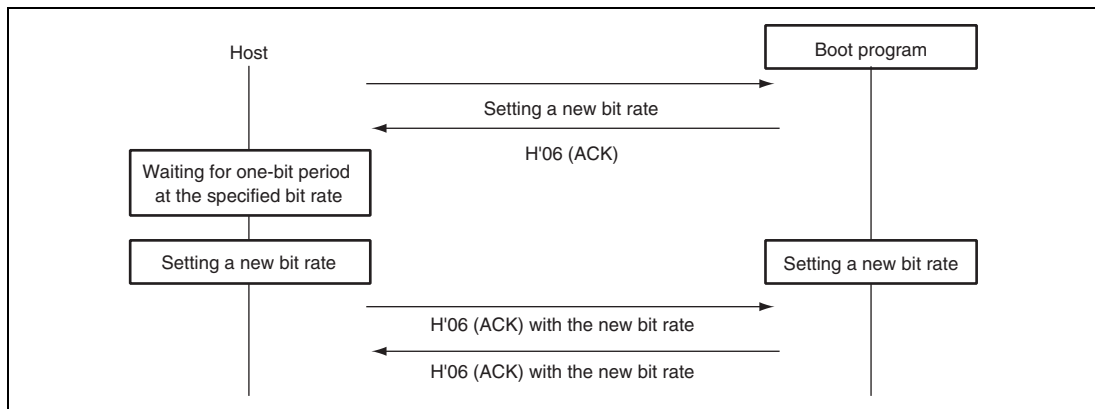 Host
Boot program
Setting a new bit rate
H'06 (ACK)
Waiting for one-bit period
at the specified bit rate
Setting a new bit rate
Setting a new bit rate
H'06 (ACK) with the new bit rate
H'06 (ACK) with the new bit rate